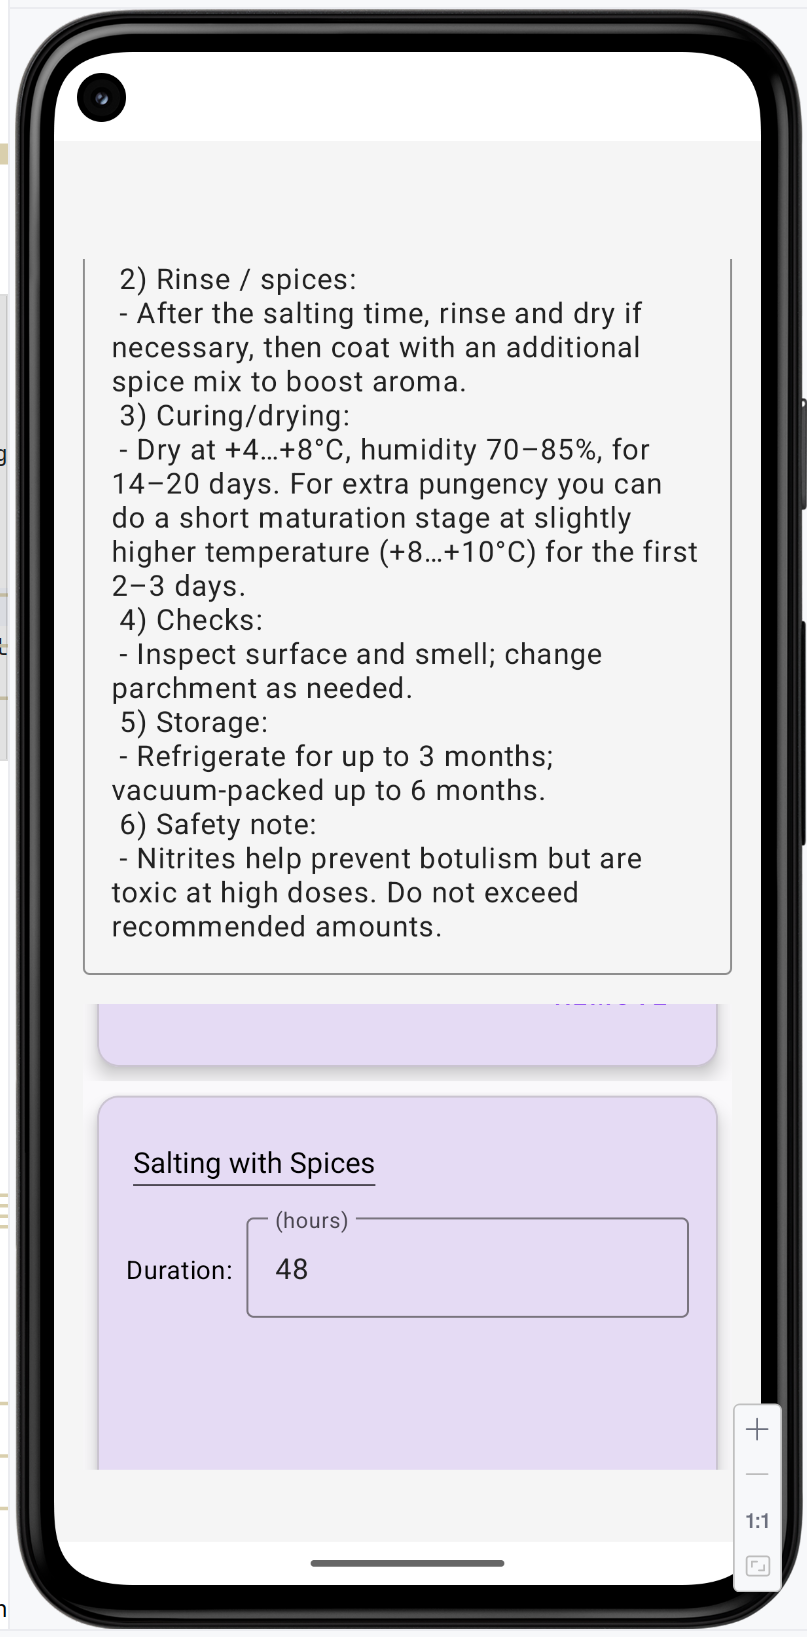 2) Rinse / spices:
- After the salting time, rinse and dry if
necessary, then coat with an additional
spice mix to boost aroma.
3) Curing/drying:
- Dry at +4…+8°C, humidity 70–85%, for
14–20 days. For extra pungency you can
do a short maturation stage at slightly
higher temperature (+8…+10°C) for the first
2–3 days.
4) Checks:
- Inspect surface and smell; change
parchment as needed.
5) Storage:
- Refrigerate for up to 3 months;
vacuum-packed up to 6 months.
6) Safety note:
- Nitrites help prevent botulism but are
toxic at high doses. Do not exceed
recommended amounts.
Salting with Spices
(hours)
Duration: 48
1:1